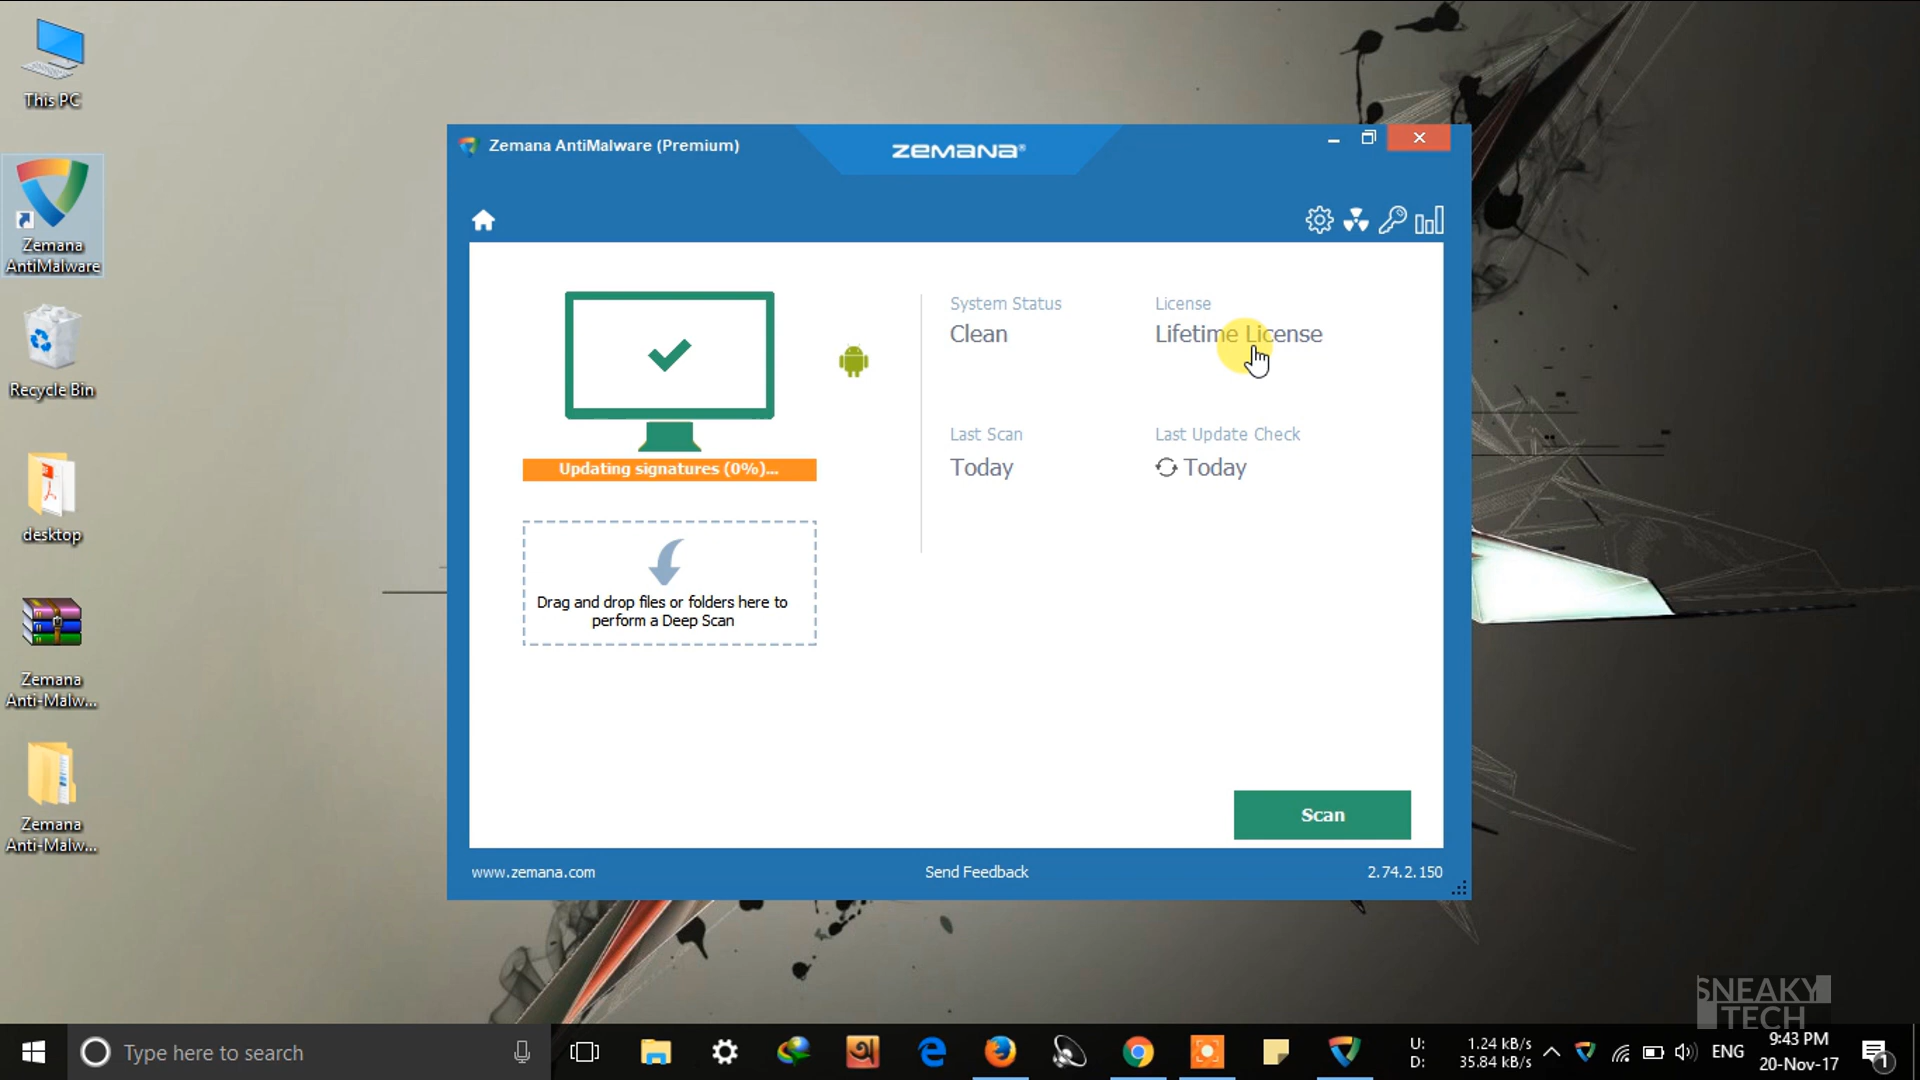 This PC
Zemana
AntiMalware
Recycle Bin
desktop
Zemana
Anti-Malw...
Zemana
Anti-Malw...
Zemana AntiMalware (Premium)
ZEMANA®
System Status
Clean
License
Lifetime License
Last Scan
Today
Last Update Check
Today
Updating signatures (0%)...
Drag and drop files or folders here to
perform a Deep Scan
Scan
www.zemana.com
Send Feedback
2.74.2.150
SNEAKY
TECH
Type here to search
অ
U: 1.24 kB/s
D: 35.84 kB/s
ENG
9:43 PM
20-Nov-17
1